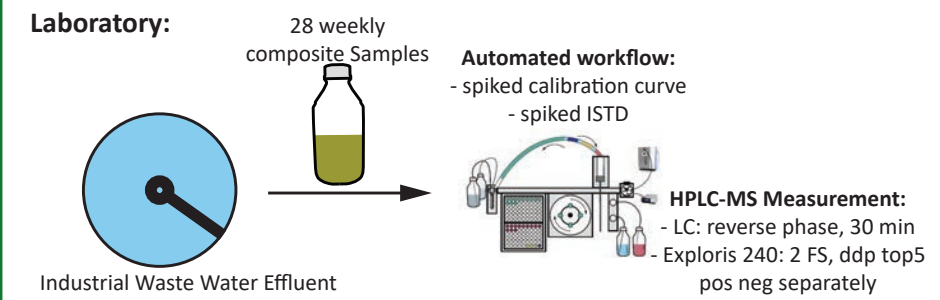 Laboratory:
28 weekly
composite Samples
Automated workflow:
- spiked calibration curve
- spiked ISTD
HPLC-MS Measurement:
- LC: reverse phase, 30 min
- Exploris 240: 2 FS, ddp top5
pos neg separately
Industrial Waste Water Effluent